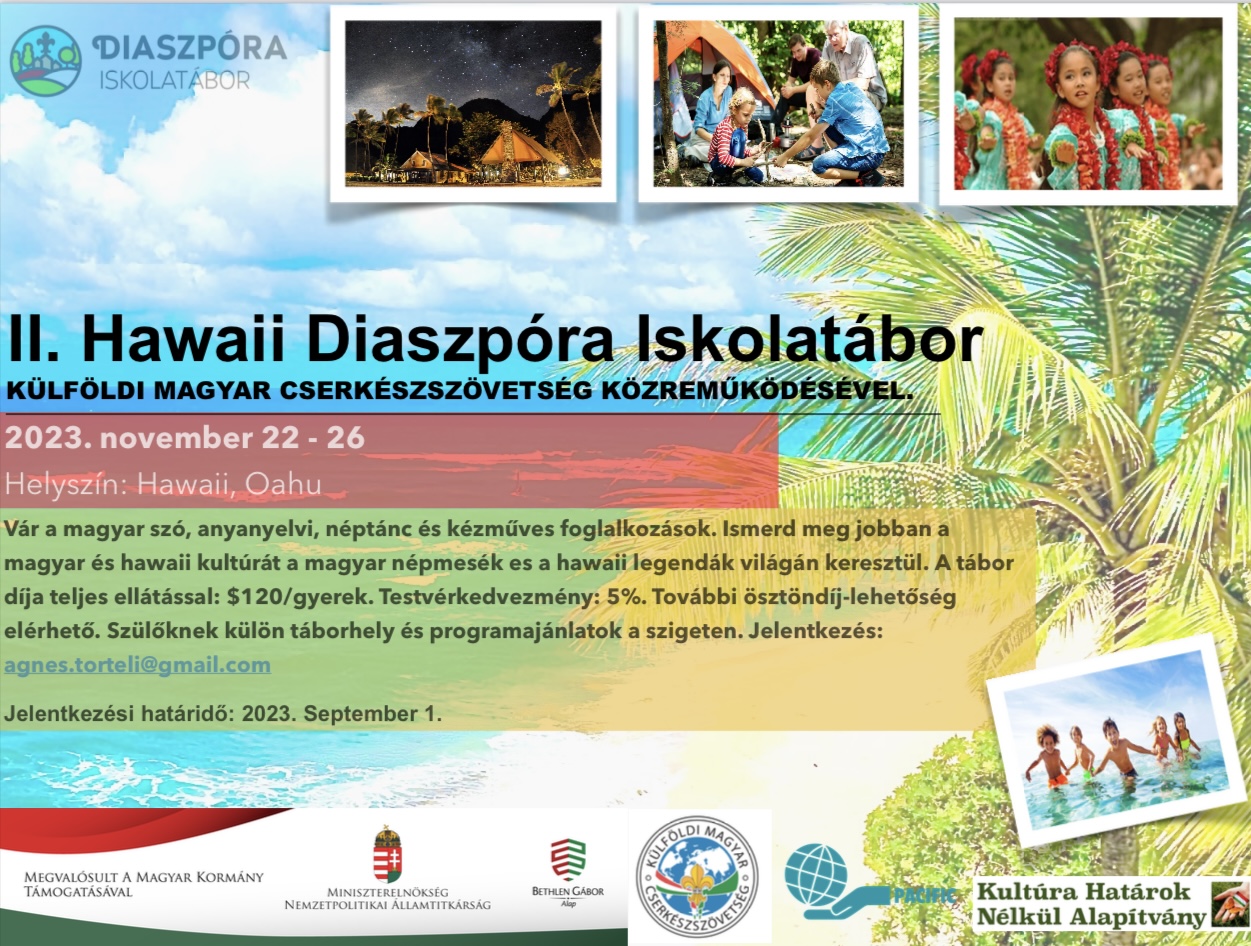 DIASZPÓRA
ISKOLATÁBOR
II. Hawaii Diaszpóra Iskolatábor
KÜLFÖLDI MAGYAR CSERKÉSZSZÖVETSÉG KÖZREMŰKÖDÉSÉVEL.
2023. november 22 - 26
Helyszín: Hawaii, Oahu
Vár a magyar szó, anyanyelvi, néptánc és kézműves foglalkozások. Ismerd meg jobban a
magyar és hawaii kultúrát a magyar népmesék es a hawaii legendák világán keresztül. A tábor
díja teljes ellátással: $120/gyerek. Testvérkedvezmény: 5%. További ösztöndíj-lehetőség
elérhető. Szülőknek külön táborhely és programajánlatok a szigeten. Jelentkezés:
agnes.torteli@gmail.com
Jelentkezési határidő: 2023. September 1.
MEGVALÓSULT A MAGYAR KORMÁNY
TÁMOGATÁSÁVAL
MINISZTERELNÖKSÉG
NEMZETPOLITIKAI ÁLLAMTITKÁRSÁG
BETHLEN GÁBOR
Alap
KÜLFÖLDI MAGYAR
CSERKÉSZSZÖVETSÉG
PACIFIC
Kultúra Határok
Nélkül Alapítvány